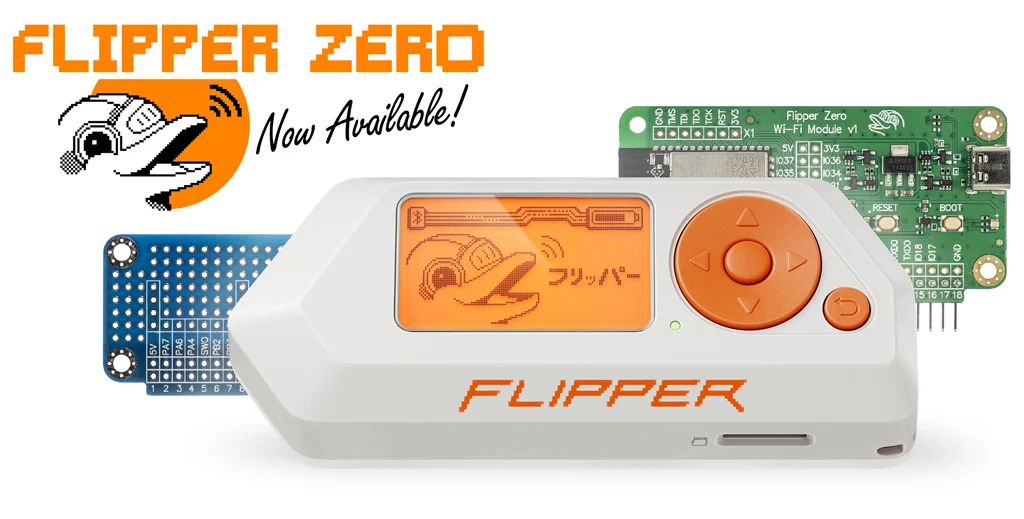 FLIPPER ZERO
Now Available!
フリッパー
FLIPPER
5V
PA7
PA6
PA4
SWO
PB2
1 2 3 4 5 6 7 8
GND TMS TDI TDO TCK RST 3V3
X1
Flipper Zero
Wi-Fi Module v1
5V 3V3
IO37 IO36
IO35 IO34
RESET BOOT
TXD0
IO18
IO17
GND
15 16 17 18